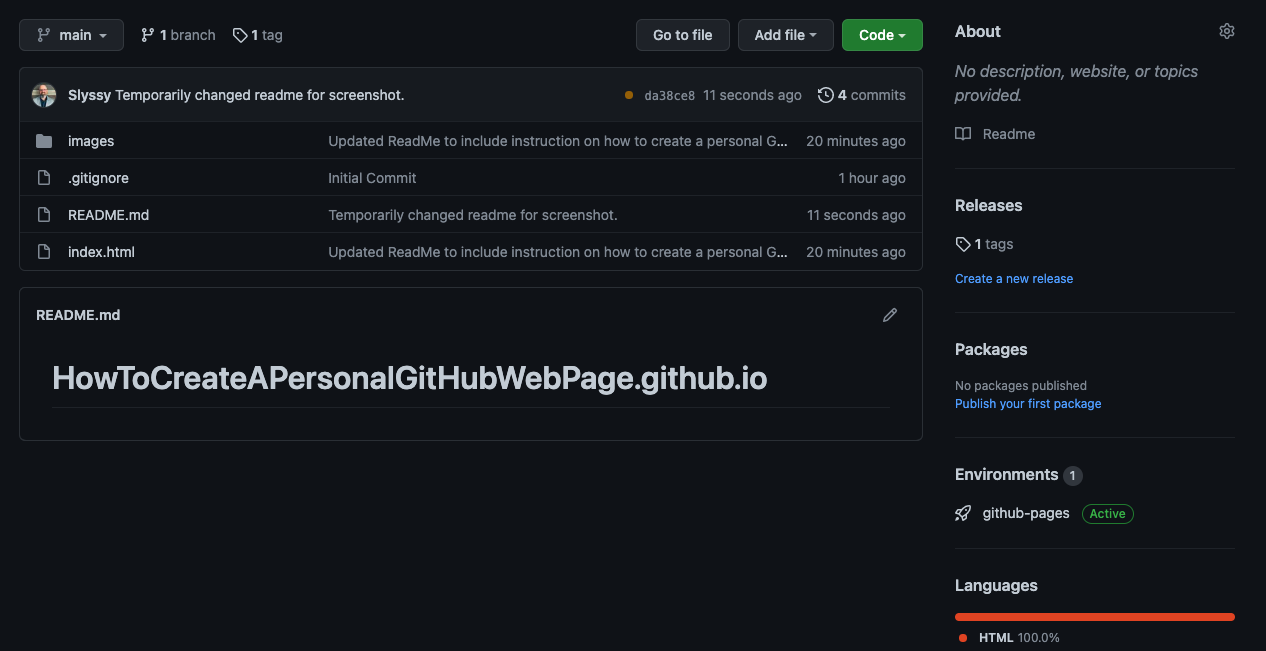 main 1 branch 1 tag Go to file Add file Code
Slyssy Temporarily changed readme for screenshot. da38ce8 11 seconds ago 4 commits
images Updated ReadMe to include instruction on how to create a personal G... 20 minutes ago
.gitignore Initial Commit 1 hour ago
README.md Temporarily changed readme for screenshot. 11 seconds ago
index.html Updated ReadMe to include instruction on how to create a personal G... 20 minutes ago
README.md
HowToCreateAPersonalGitHubWebPage.github.io
About
No description, website, or topics
provided.
Readme
Releases
1 tags
Create a new release
Packages
No packages published
Publish your first package
Environments 1
github-pages Active
Languages
HTML 100.0%